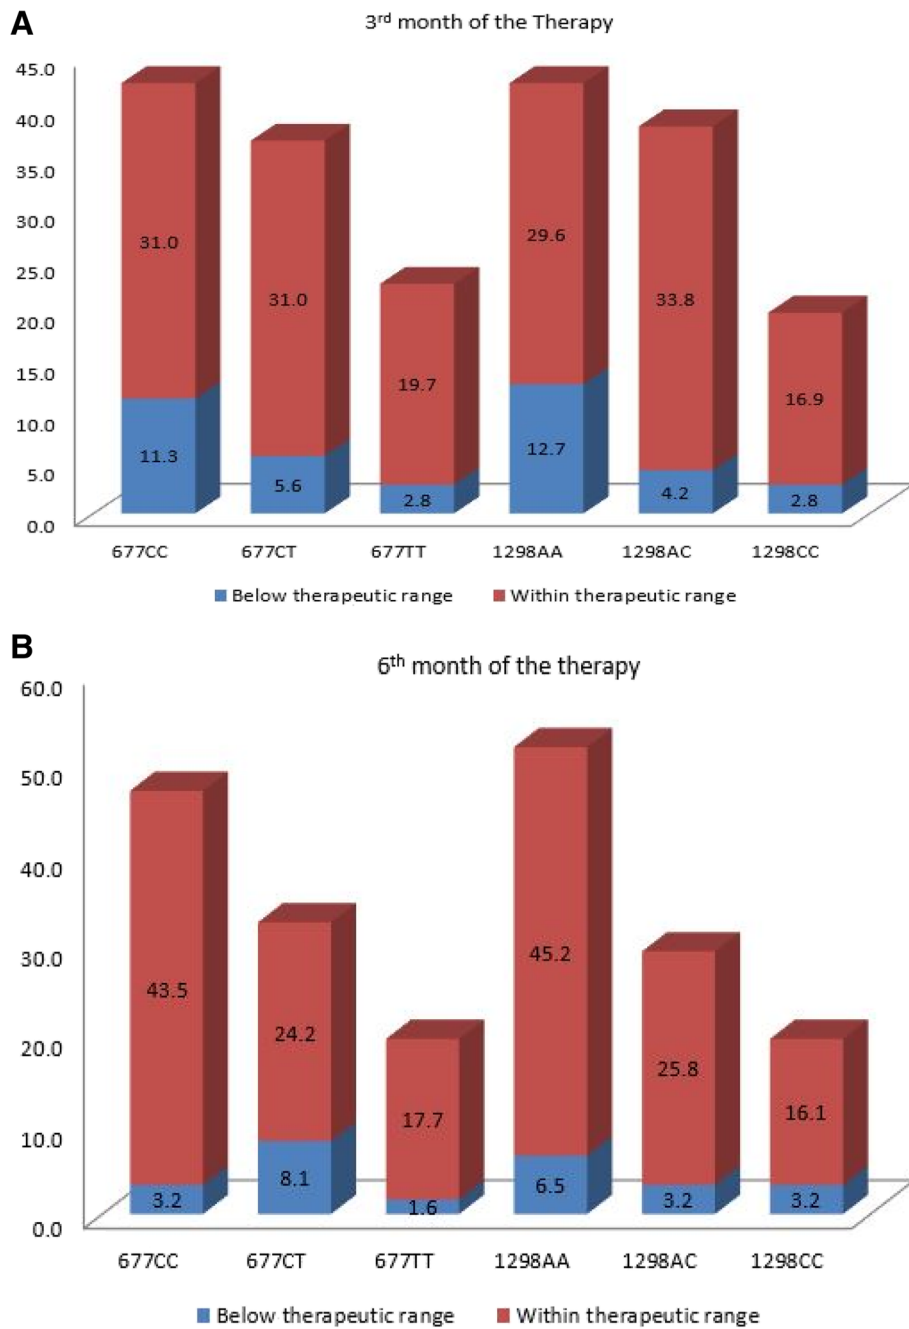 A
3rd month of the Therapy
45.0
40.0
35.0
30.0
25.0
20.0
15.0
10.0
5.0
0.0
31.0 31.0 19.7 29.6 33.8 16.9
11.3 5.6 2.8 12.7 4.2 2.8
677CC 677CT 677TT 1298AA 1298AC 1298CC
Below therapeutic range Within therapeutic range
B
6th month of the therapy
60.0
50.0
40.0
30.0
20.0
10.0
0.0
43.5 24.2 17.7 45.2 25.8 16.1
3.2 8.1 1.6 6.5 3.2 3.2
677CC 677CT 677TT 1298AA 1298AC 1298CC
Below therapeutic range Within therapeutic range